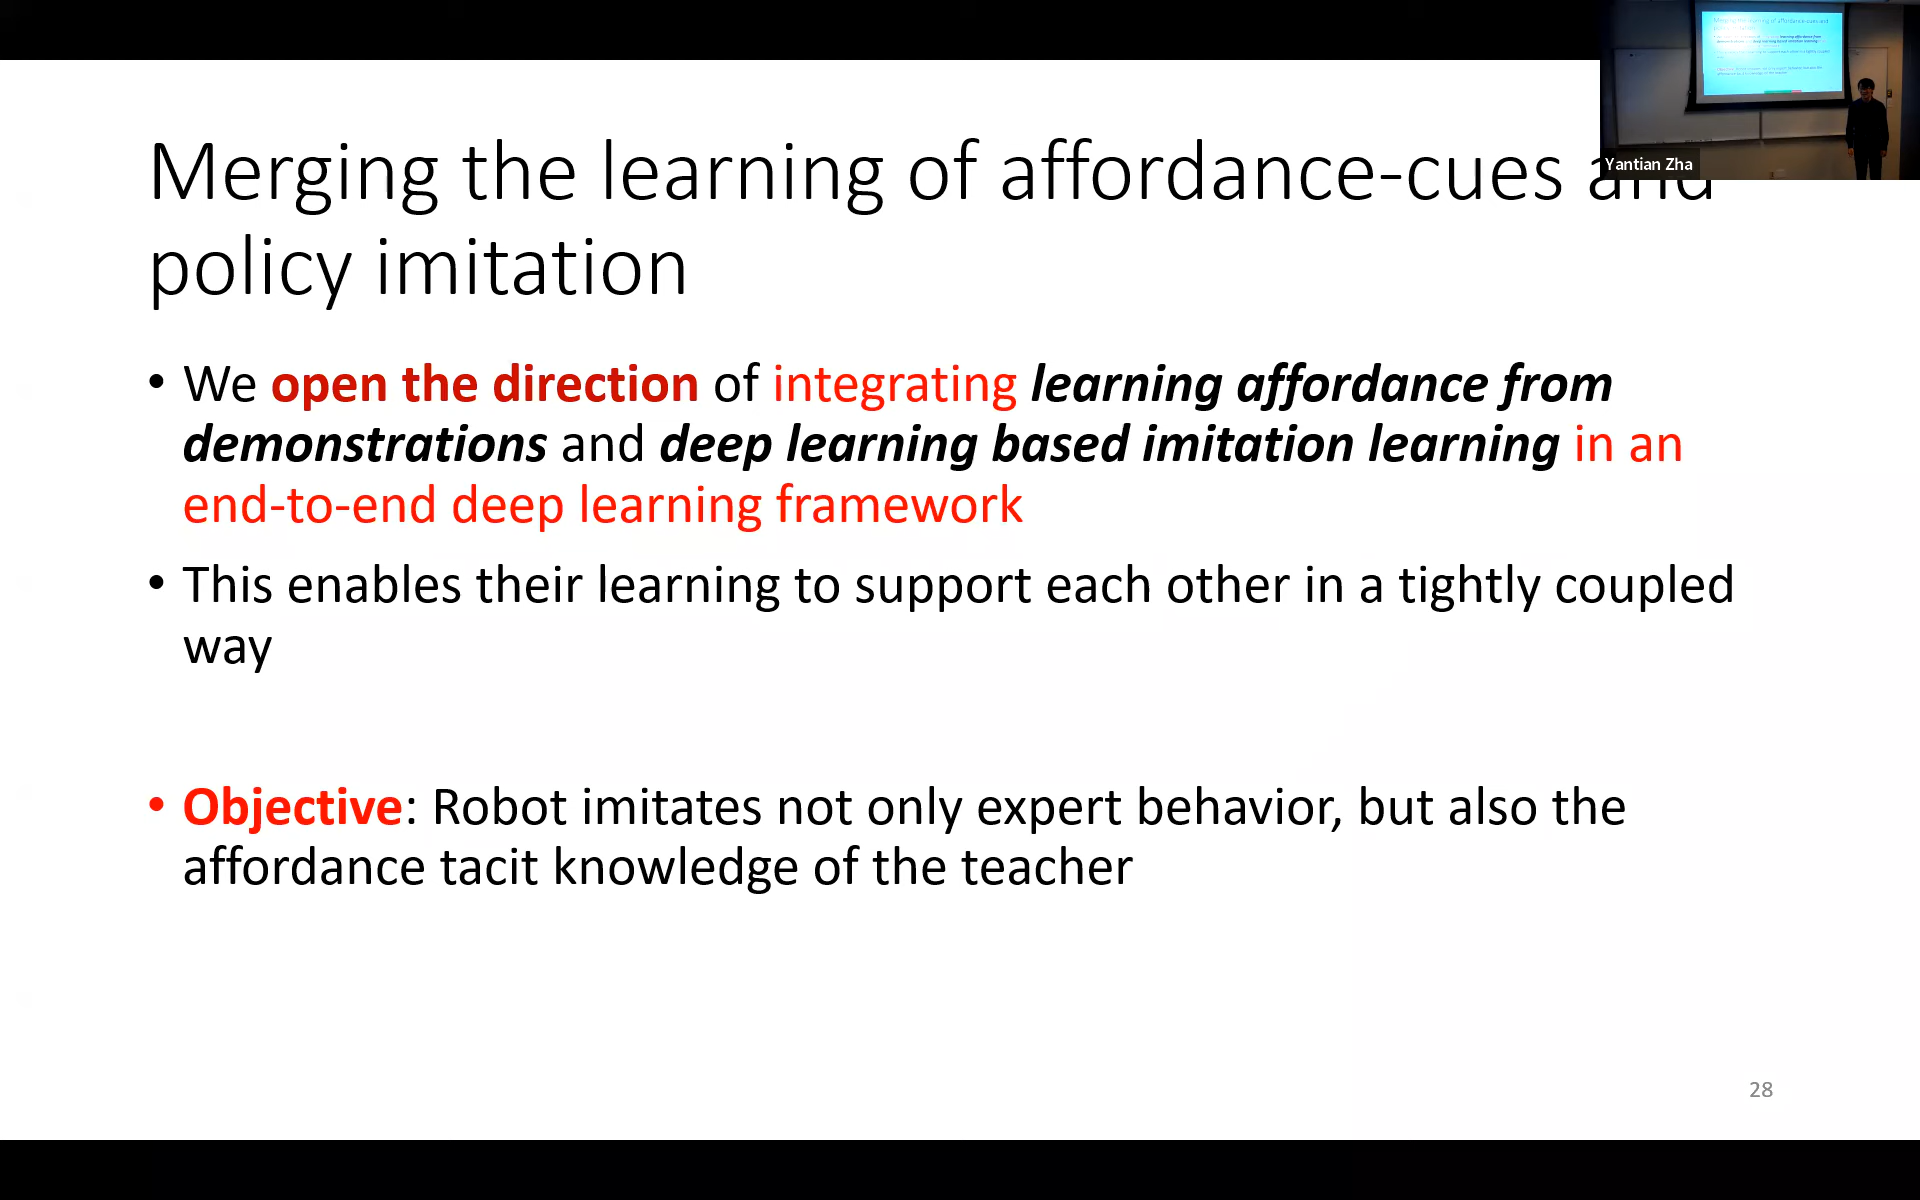 Merging the learning of affordance-cues and
policy imitation
• We open the direction of integrating learning affordance from
demonstrations and deep learning based imitation learning in an
end-to-end deep learning framework
• This enables their learning to support each other in a tightly coupled
way
• Objective: Robot imitates not only expert behavior, but also the
affordance tacit knowledge of the teacher
28
Yantian Zha